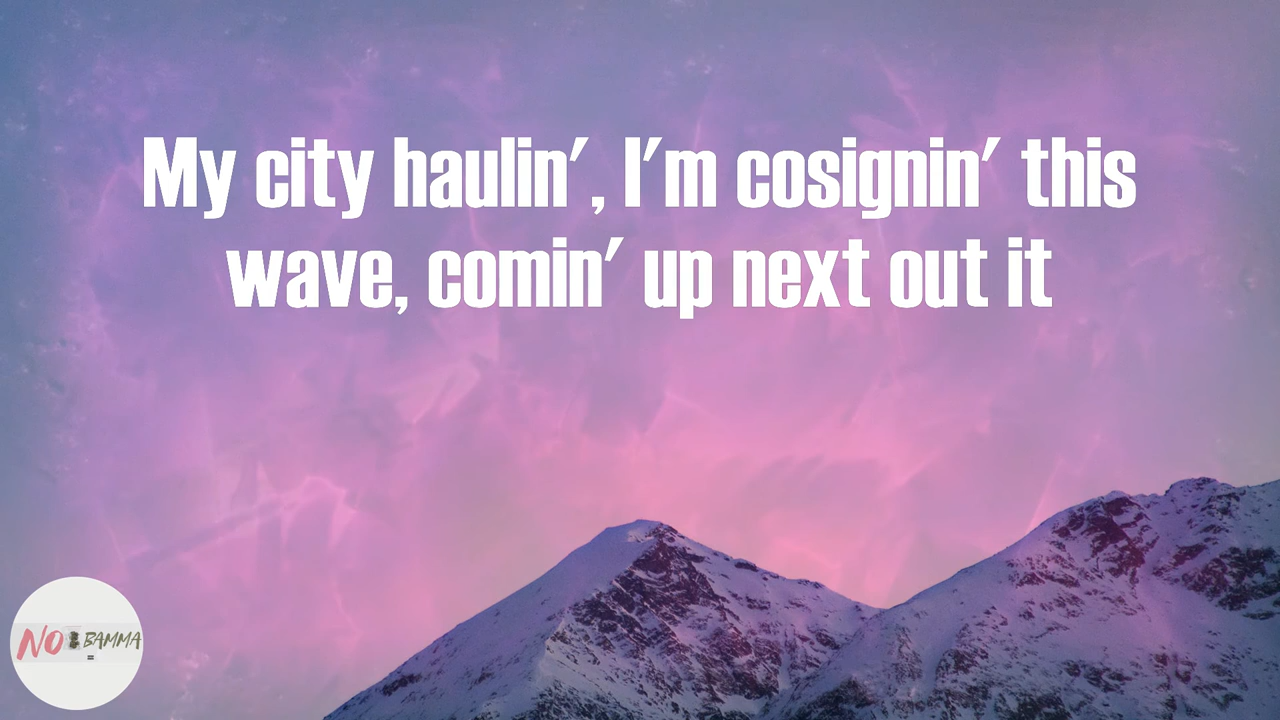 My city haulin', I'm cosignin' this
wave, comin' up next out it
NO BAMMA